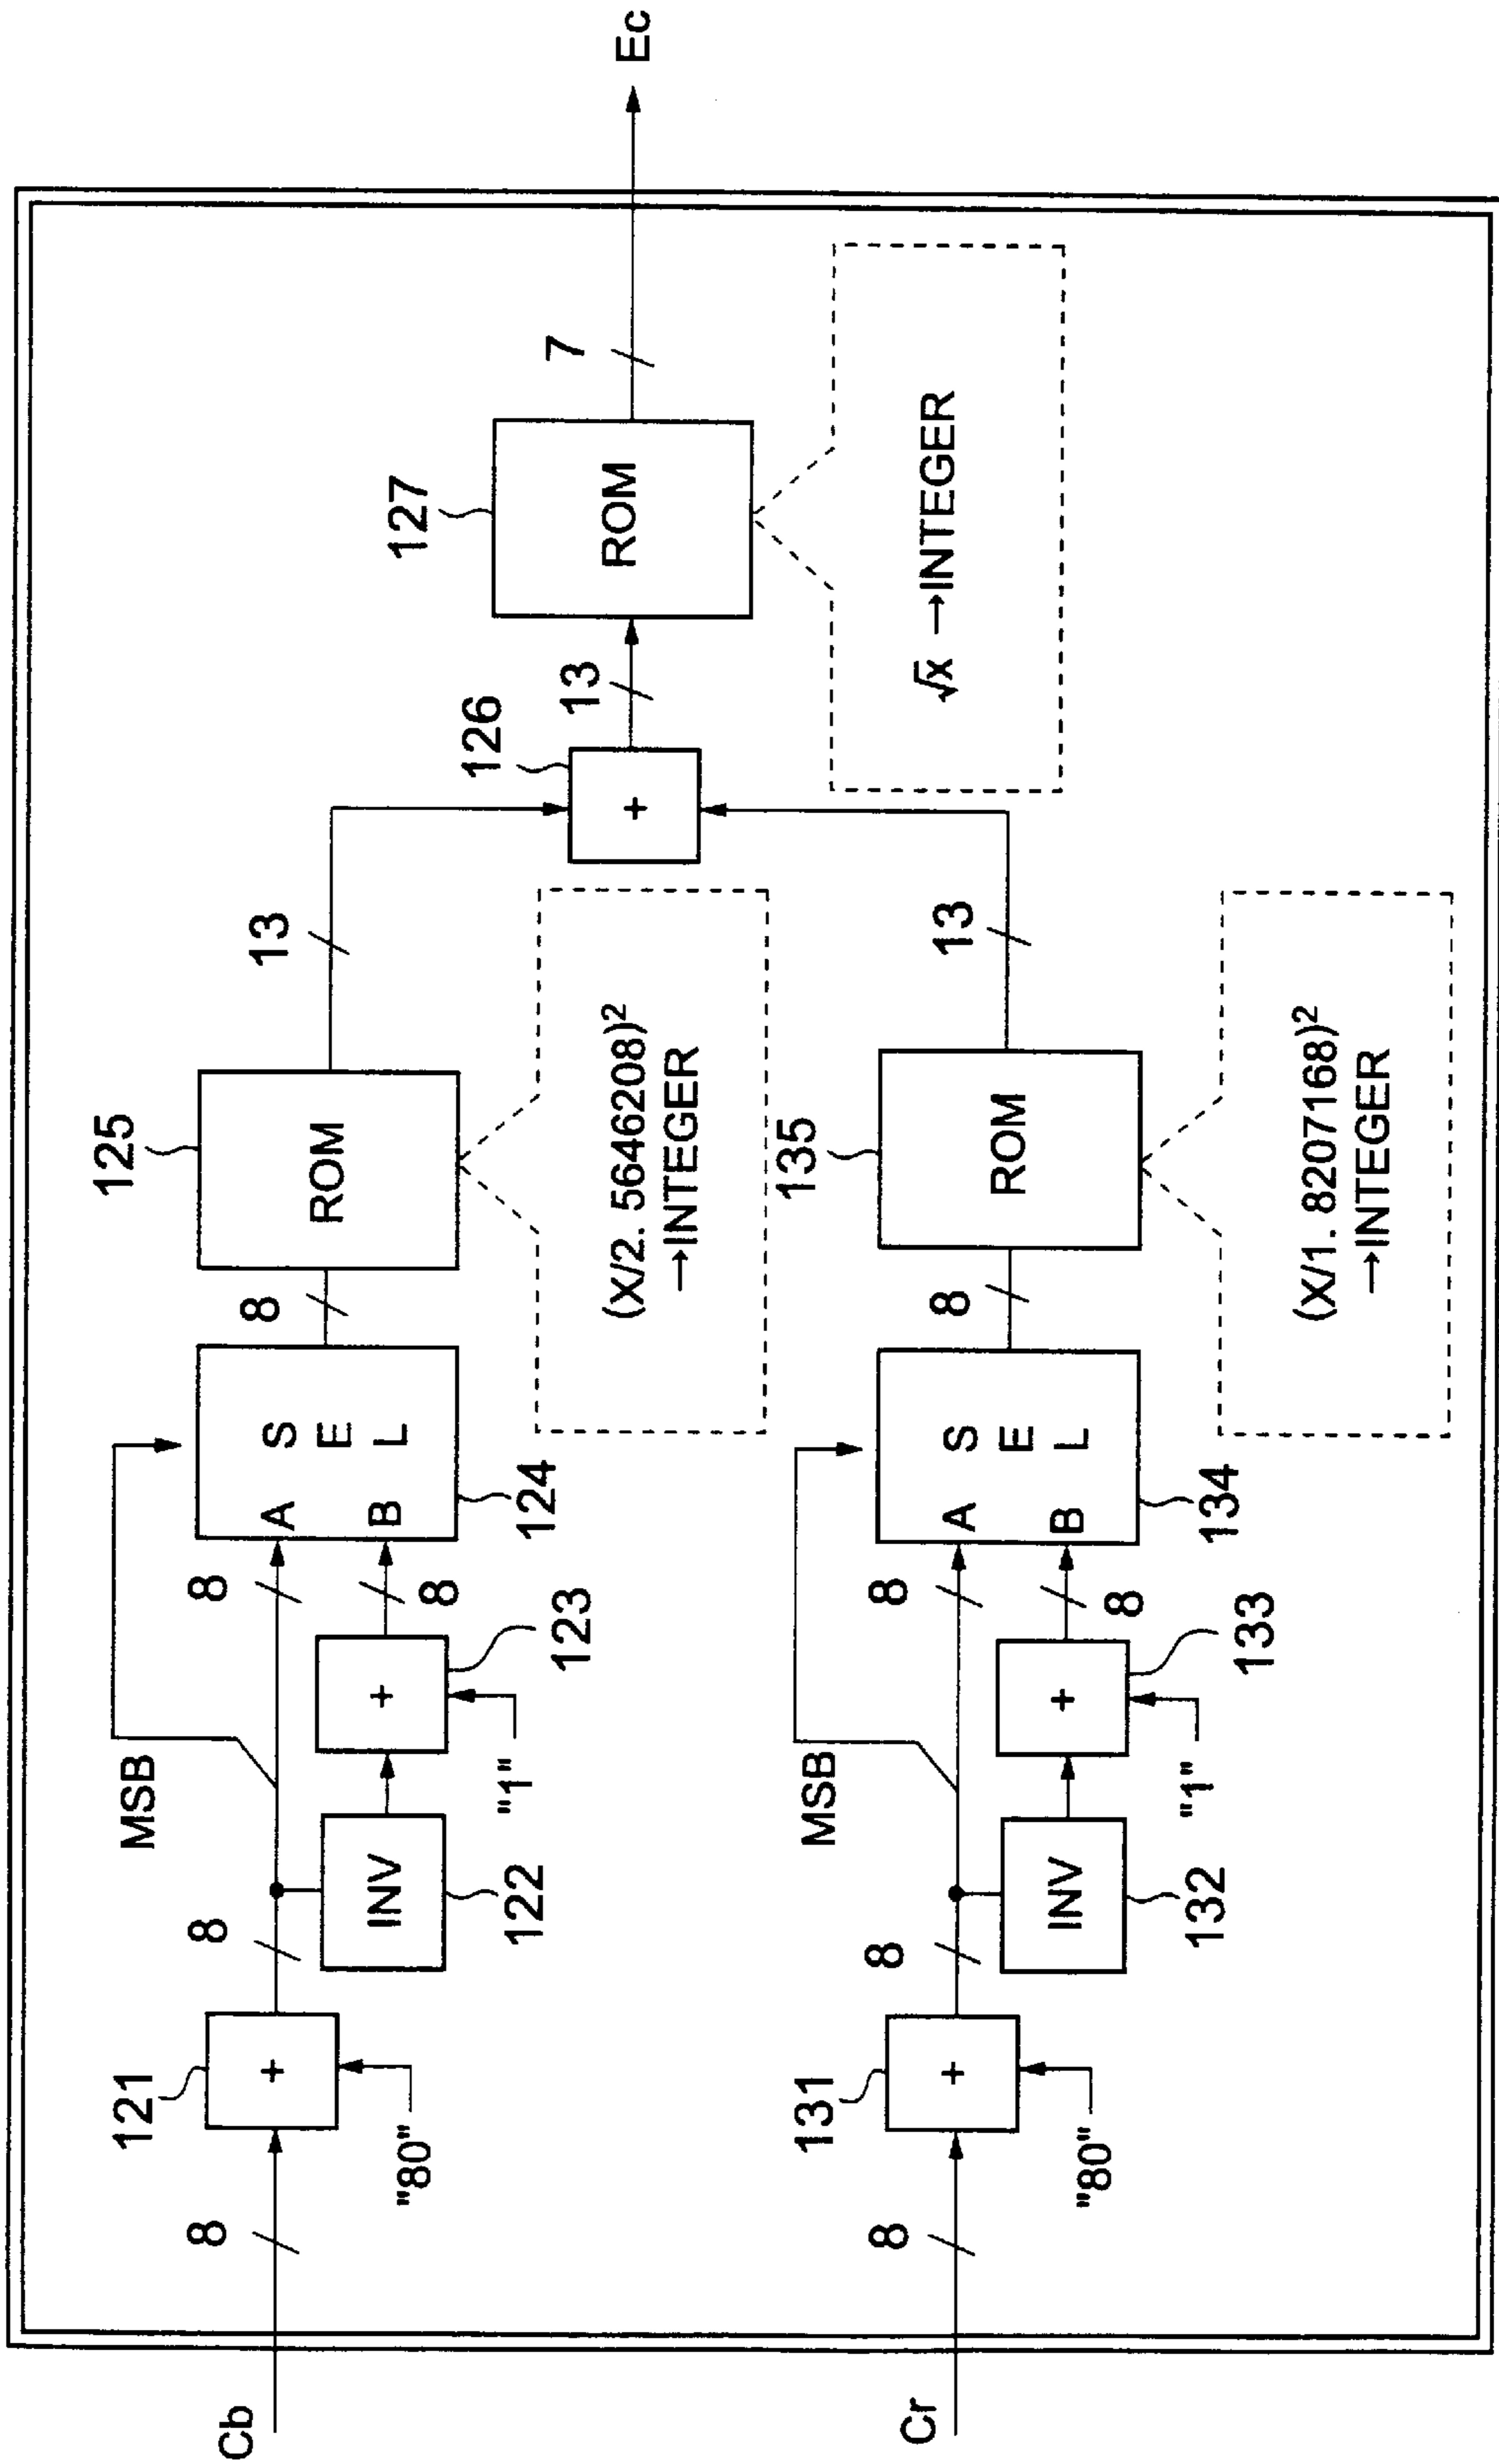 Cb
8
121
+
"80"
8
MSB
INV
122
+
"1"
123
8
8
A
B
S
E
L
124
8
125
ROM
(X/2. 5646208)²
→INTEGER
13
126
+
13
127
ROM
√x →INTEGER
7
Ec
Cr
8
131
+
"80"
8
MSB
INV
132
+
"1"
133
8
8
A
B
S
E
L
134
8
135
ROM
(X/1. 8207168)²
→INTEGER
13